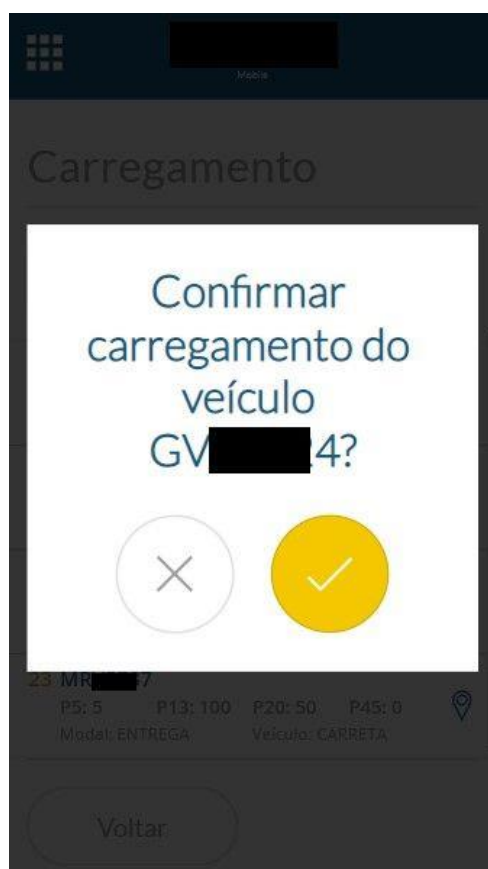 Mobile
Carregamento
Confirmar
carregamento do
veículo
GV 4?
23 MR 7
P5: 5 P13: 100 P20: 50 P45: 0
Modal: ENTREGA Veículo: CARRETA
Voltar